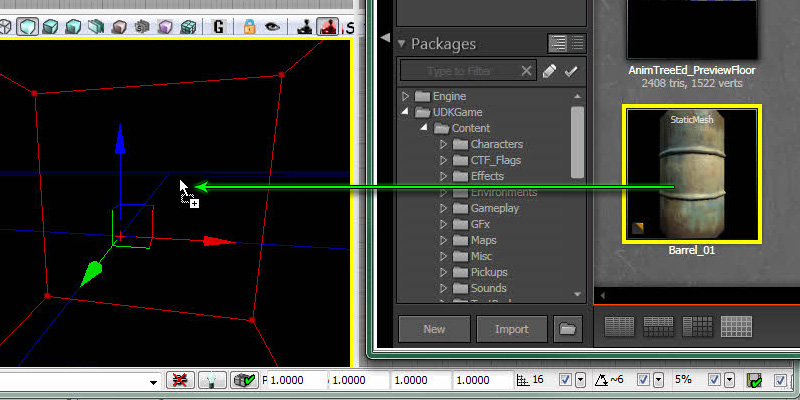 G
S
Packages
Type to Filter
Engine
UDKGame
Content
Characters
CTF_Flags
Effects
Environments
Gameplay
GFx
Maps
Misc
Pickups
Sounds
New
Import
AnimTreeEd_PreviewFloor
2408 tris, 1522 verts
StaticMesh
Barrel_01
1.0000
1.0000
1.0000
1.0000
16
~6
5%